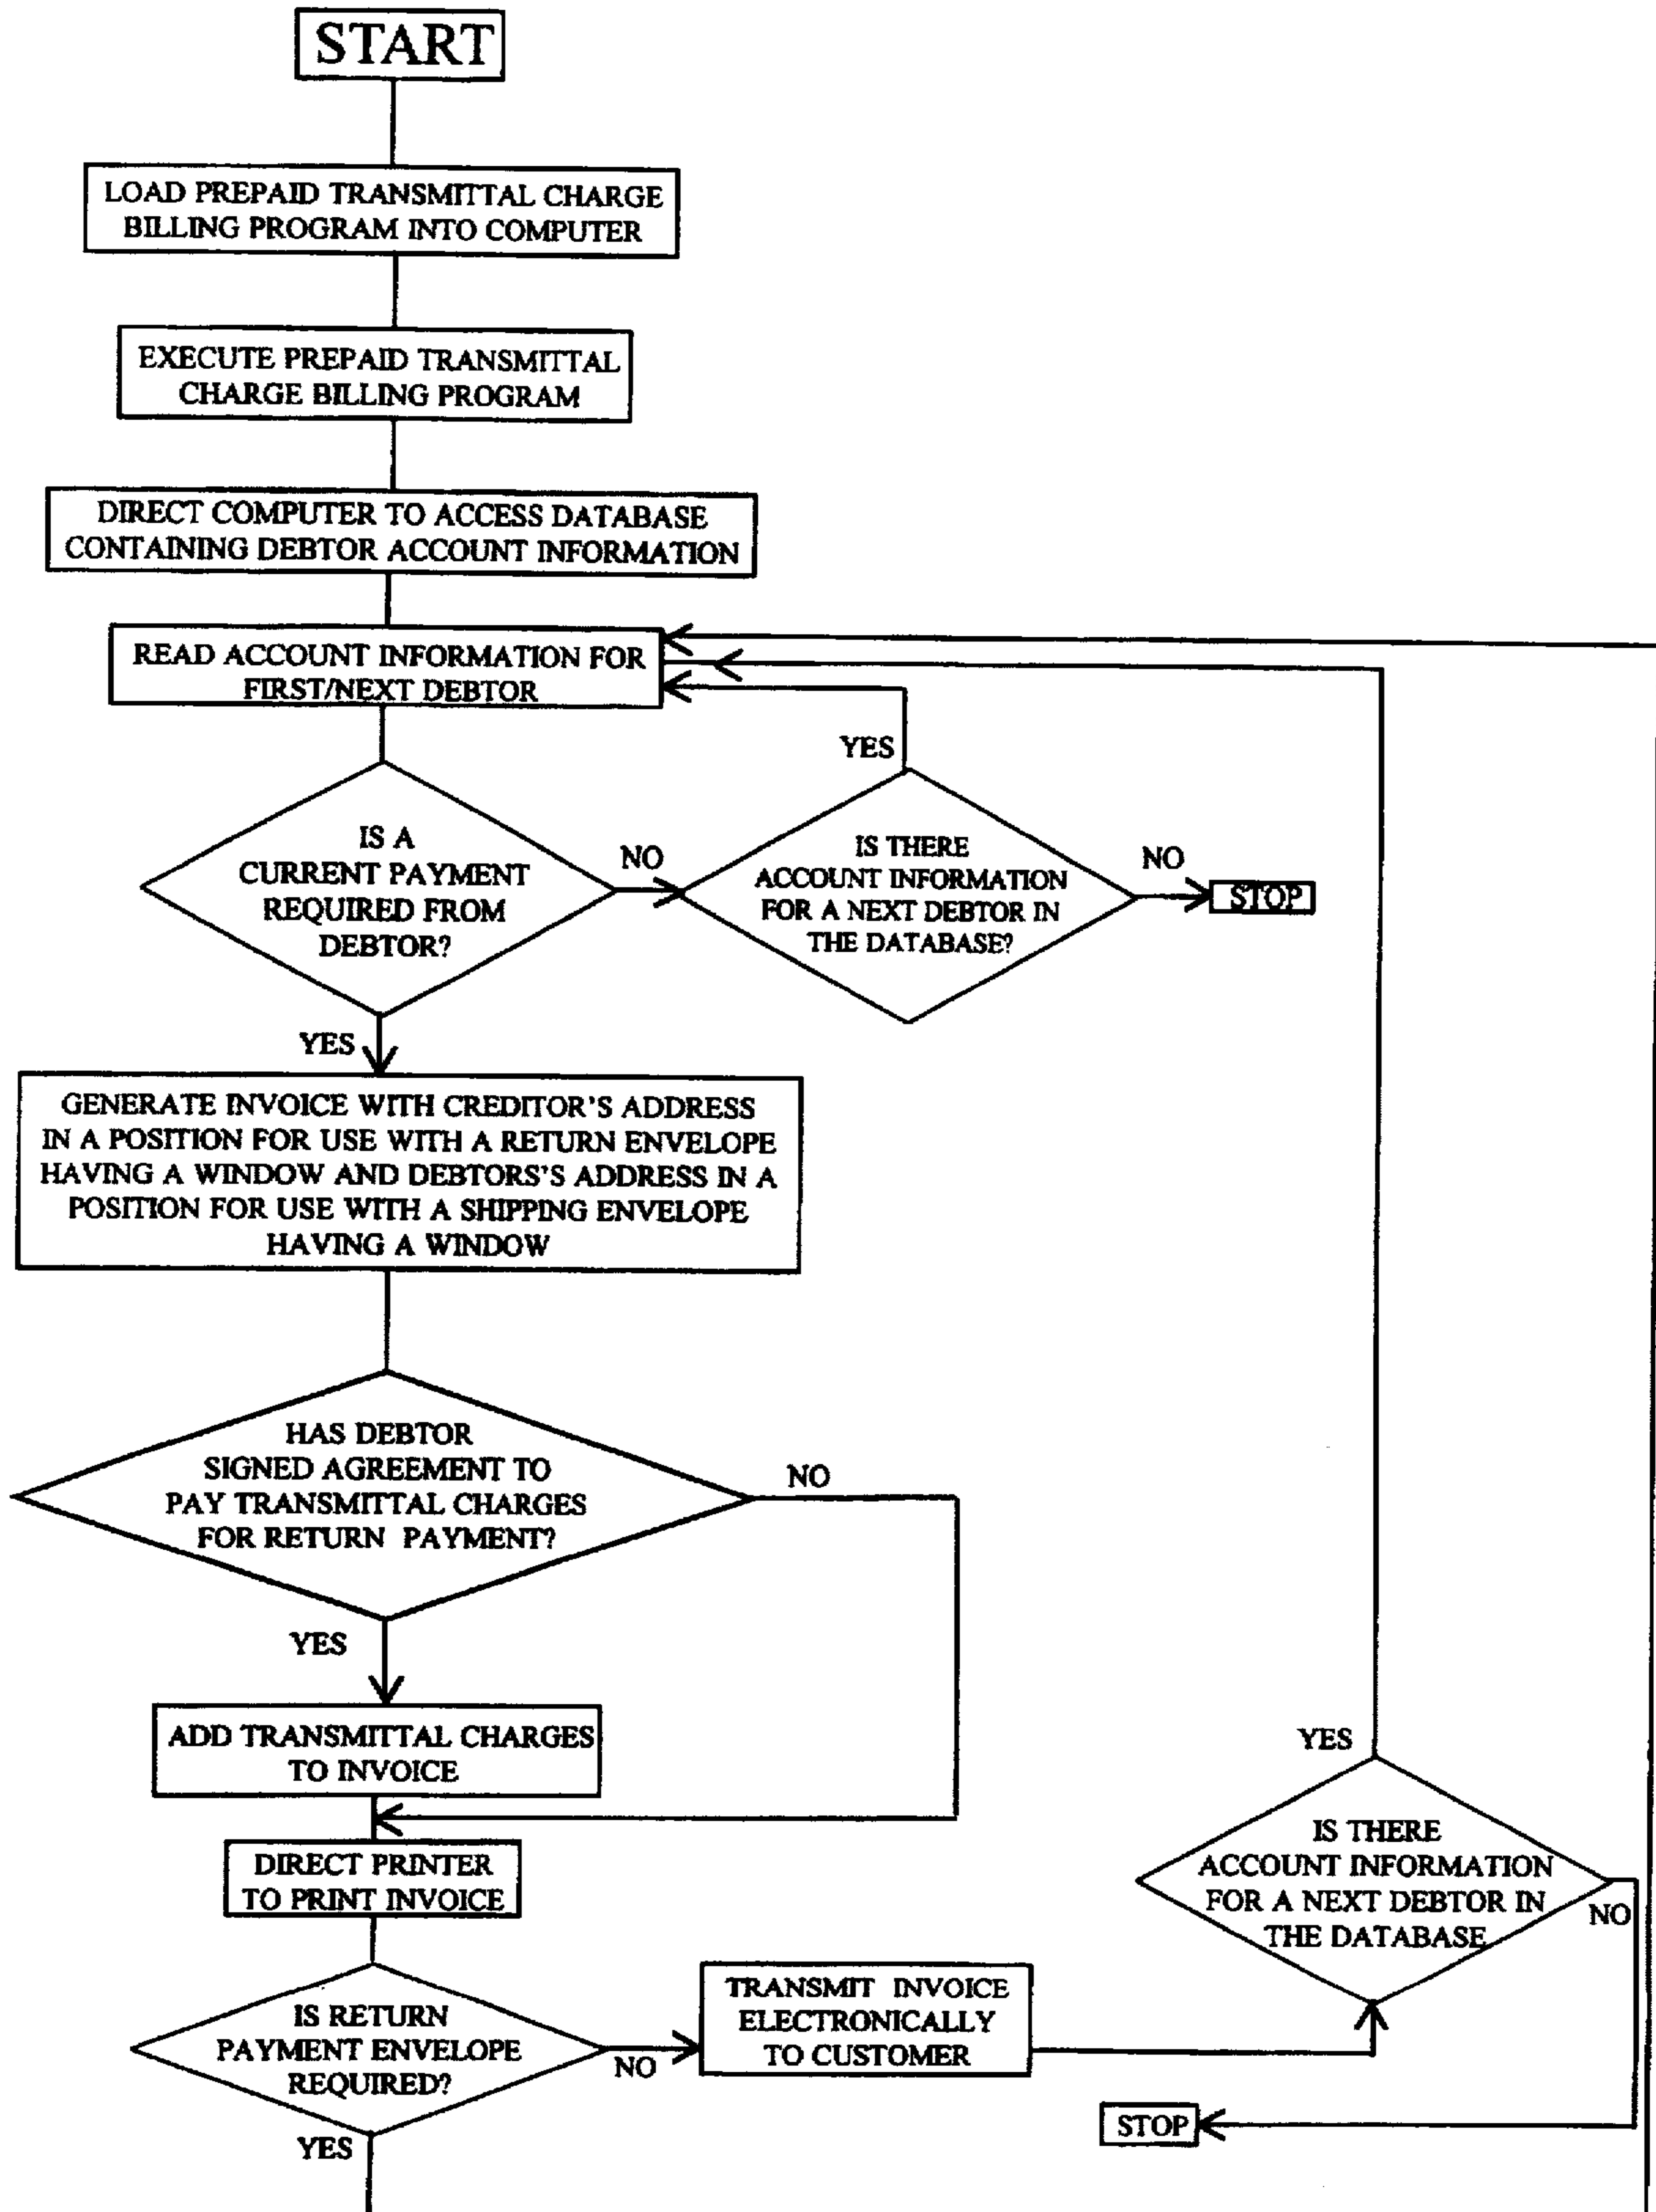 START
LOAD PREPAID TRANSMITTAL CHARGE
BILLING PROGRAM INTO COMPUTER
EXECUTE PREPAID TRANSMITTAL
CHARGE BILLING PROGRAM
DIRECT COMPUTER TO ACCESS DATABASE
CONTAINING DEBTOR ACCOUNT INFORMATION
READ ACCOUNT INFORMATION FOR
FIRST/NEXT DEBTOR
IS A
CURRENT PAYMENT
REQUIRED FROM
DEBTOR?
NO
YES
IS THERE
ACCOUNT INFORMATION
FOR A NEXT DEBTOR IN
THE DATABASE?
NO
STOP
YES
GENERATE INVOICE WITH CREDITOR'S ADDRESS
IN A POSITION FOR USE WITH A RETURN ENVELOPE
HAVING A WINDOW AND DEBTORS'S ADDRESS IN A
POSITION FOR USE WITH A SHIPPING ENVELOPE
HAVING A WINDOW
HAS DEBTOR
SIGNED AGREEMENT TO
PAY TRANSMITTAL CHARGES
FOR RETURN PAYMENT?
NO
YES
ADD TRANSMITTAL CHARGES
TO INVOICE
DIRECT PRINTER
TO PRINT INVOICE
IS RETURN
PAYMENT ENVELOPE
REQUIRED?
NO
TRANSMIT INVOICE
ELECTRONICALLY
TO CUSTOMER
YES
IS THERE
ACCOUNT INFORMATION
FOR A NEXT DEBTOR IN
THE DATABASE
NO
STOP
YES